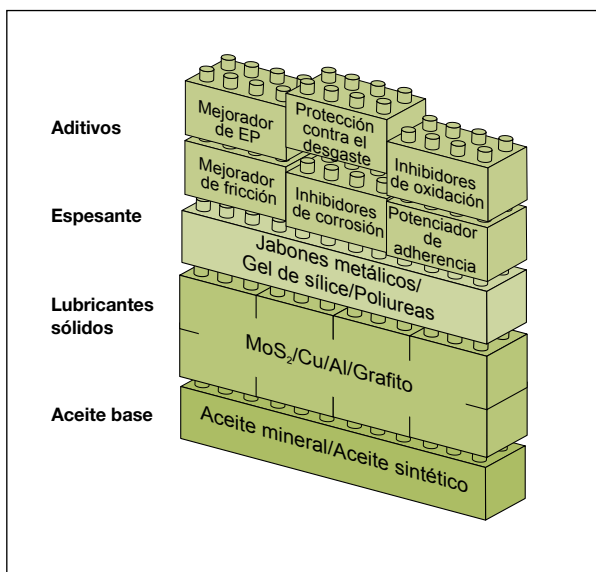 Aditivos
Mejorador
de EP
Protección
contra el
desgaste
Inhibidores
de oxidación
Mejorador
de fricción
Inhibidores
de corrosión
Potenciador
de
adherencia
Espesante
Jabones metálicos/
Gel de sílice/Poliureas
Lubricantes
sólidos
MoS₂/Cu/Al/Grafito
Aceite base
Aceite mineral/Aceite sintético